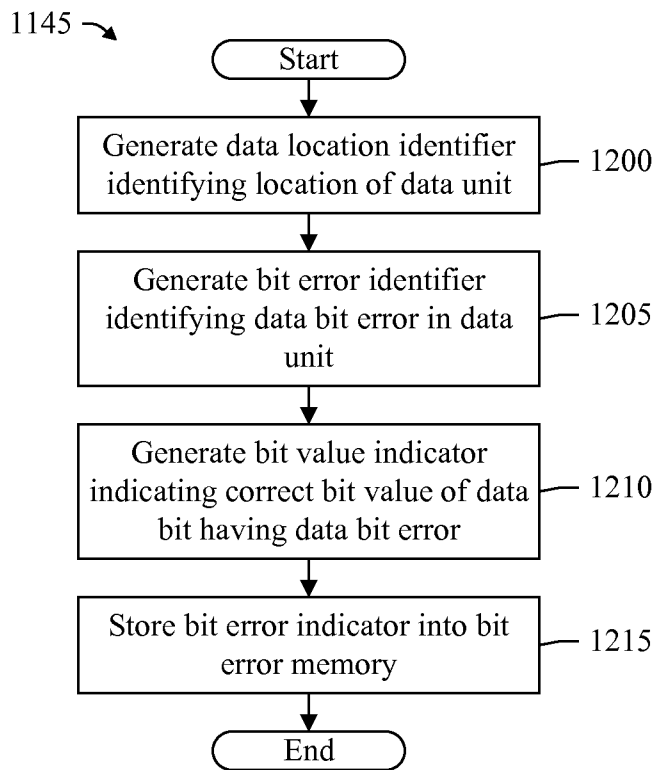 1145
Start
Generate data location identifier
identifying location of data unit
1200
Generate bit error identifier
identifying data bit error in data
unit
1205
Generate bit value indicator
indicating correct bit value of data
bit having data bit error
1210
Store bit error indicator into bit
error memory
1215
End